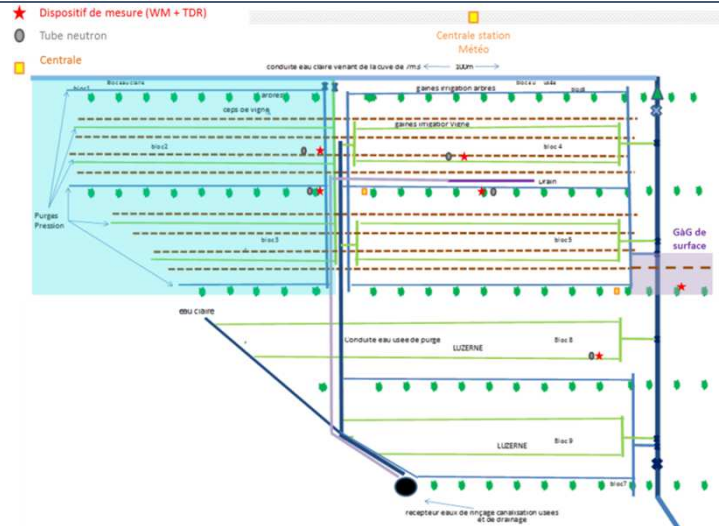 Dispositif de mesure (WM + TDR)
Tube neutron
Centrale
Centrale station
Météo
conduite eau claire venant de la cuve de 7m3
100m
bloc1
arbres
gaines irrigation arbres
ceps de vigne
gaines irrigation vigne
bloc2
bloc 4
Drain
Purges
Pression
GàG de
surface
bloc3
bloc5
eau claire
Conduite eau usée de purge
LUZERNE
Bloc 8
LUZERNE
Bloc 9
bloc7
recepteur eaux de rinçage canalisation usées
et de drainage